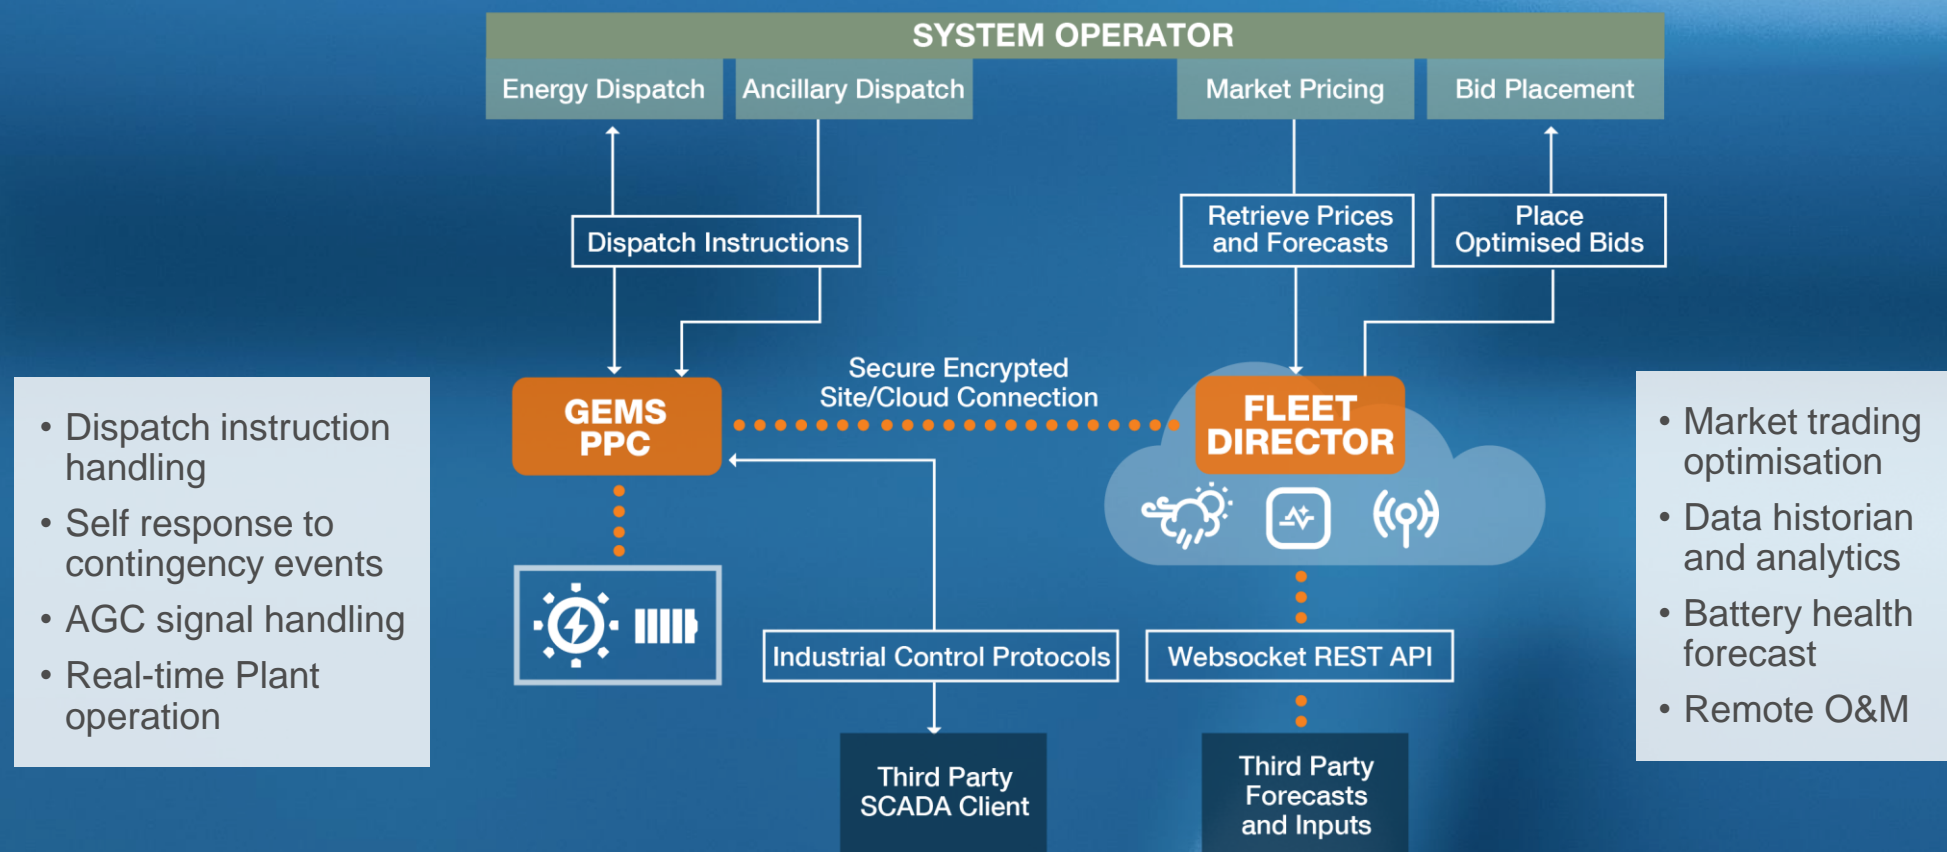 SYSTEM OPERATOR
Energy Dispatch
Ancillary Dispatch
Market Pricing
Bid Placement
Dispatch Instructions
Retrieve Prices
and Forecasts
Place
Optimised Bids
Secure Encrypted
Site/Cloud Connection
GEMS
PPC
FLEET
DIRECTOR
• Dispatch instruction
handling
• Self response to
contingency events
• AGC signal handling
• Real-time Plant
operation
• Market trading
optimisation
• Data historian
and analytics
• Battery health
forecast
• Remote O&M
Industrial Control Protocols
Websocket REST API
Third Party
SCADA Client
Third Party
Forecasts
and Inputs